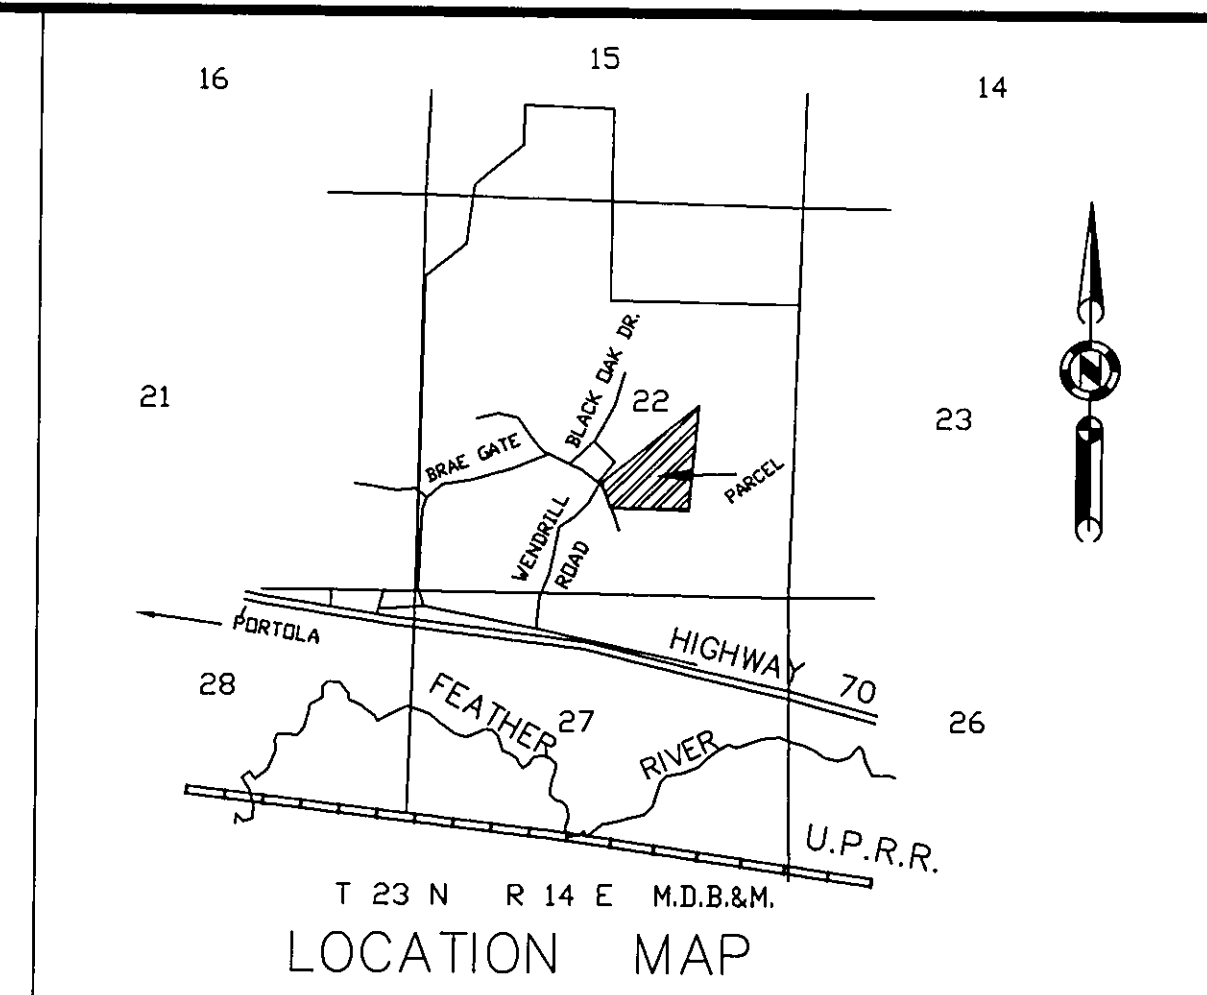 16
15
14
BLACK OAK DR.
21
22
23
BRAE GATE
PARCEL
WENDRILL
ROAD
N
PORTOLA
HIGHWAY 70
28
FEATHER
27
RIVER
26
U.P.R.R.
T 23 N R 14 E M.D.B.&M.
LOCATION MAP